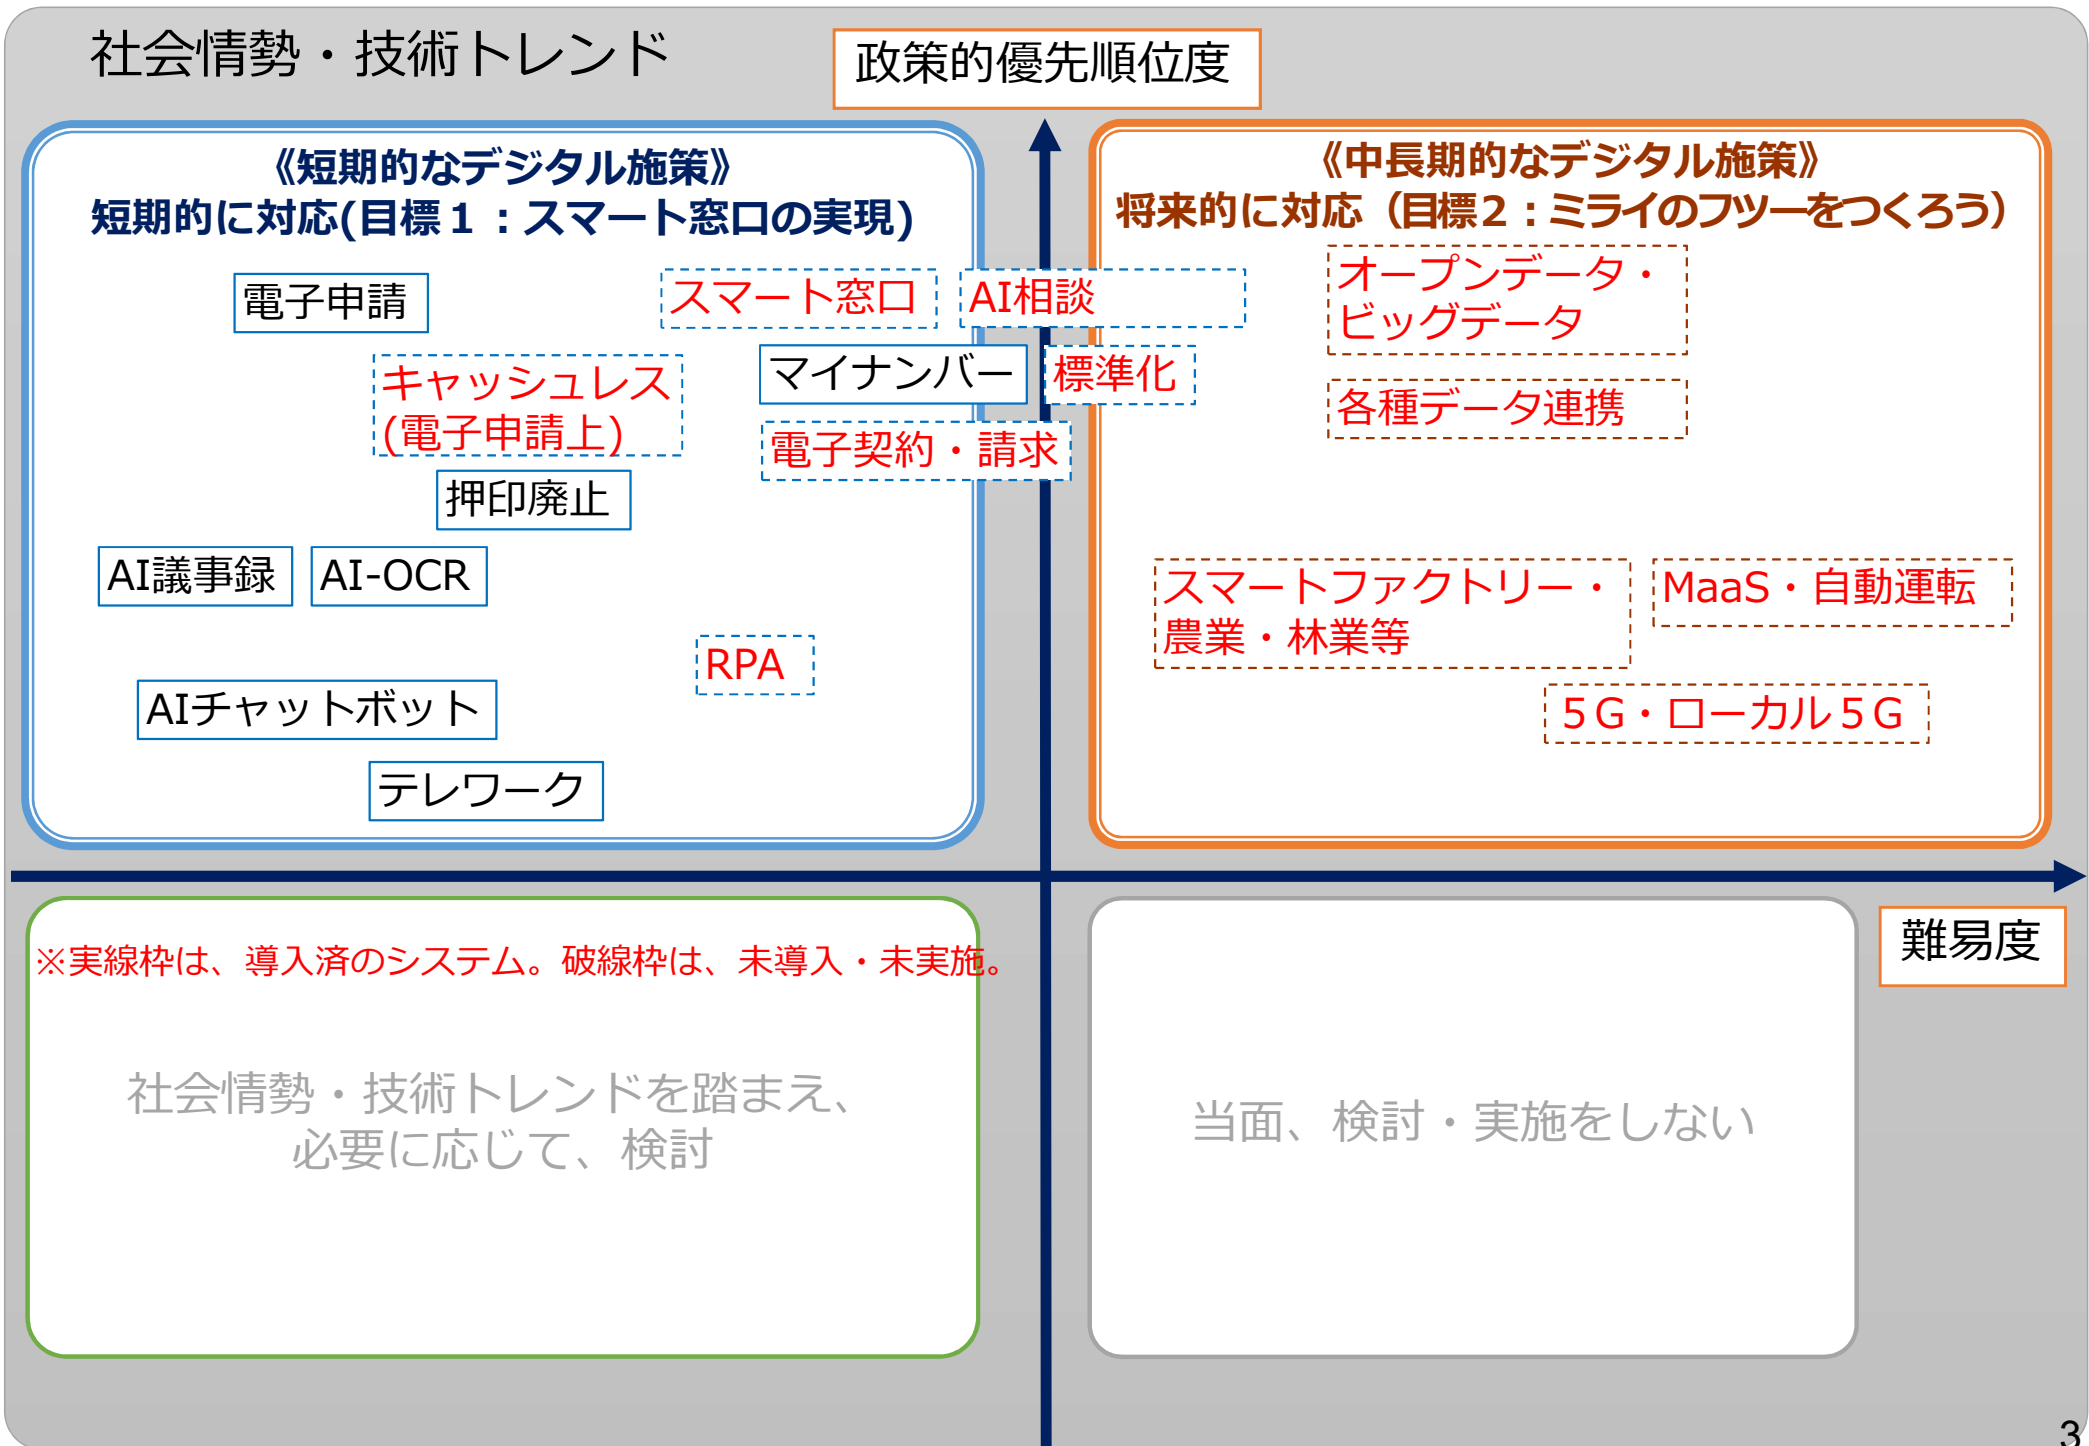 社会情勢・技術トレンド
政策的優先順位度
《短期的なデジタル施策》
短期的に対応(目標１：スマート窓口の実現)
《中長期的なデジタル施策》
将来的に対応（目標２：ミライのフツーをつくろう）
電子申請
スマート窓口
AI相談
オープンデータ・
ビッグデータ
キャッシュレス
(電子申請上)
マイナンバー
標準化
各種データ連携
電子契約・請求
押印廃止
AI議事録
AI-OCR
スマートファクトリー・
農業・林業等
MaaS・自動運転
RPA
AIチャットボット
５G・ローカル５G
テレワーク
難易度
※実線枠は、導入済のシステム。破線枠は、未導入・未実施。
社会情勢・技術トレンドを踏まえ、
必要に応じて、検討
当面、検討・実施をしない
3